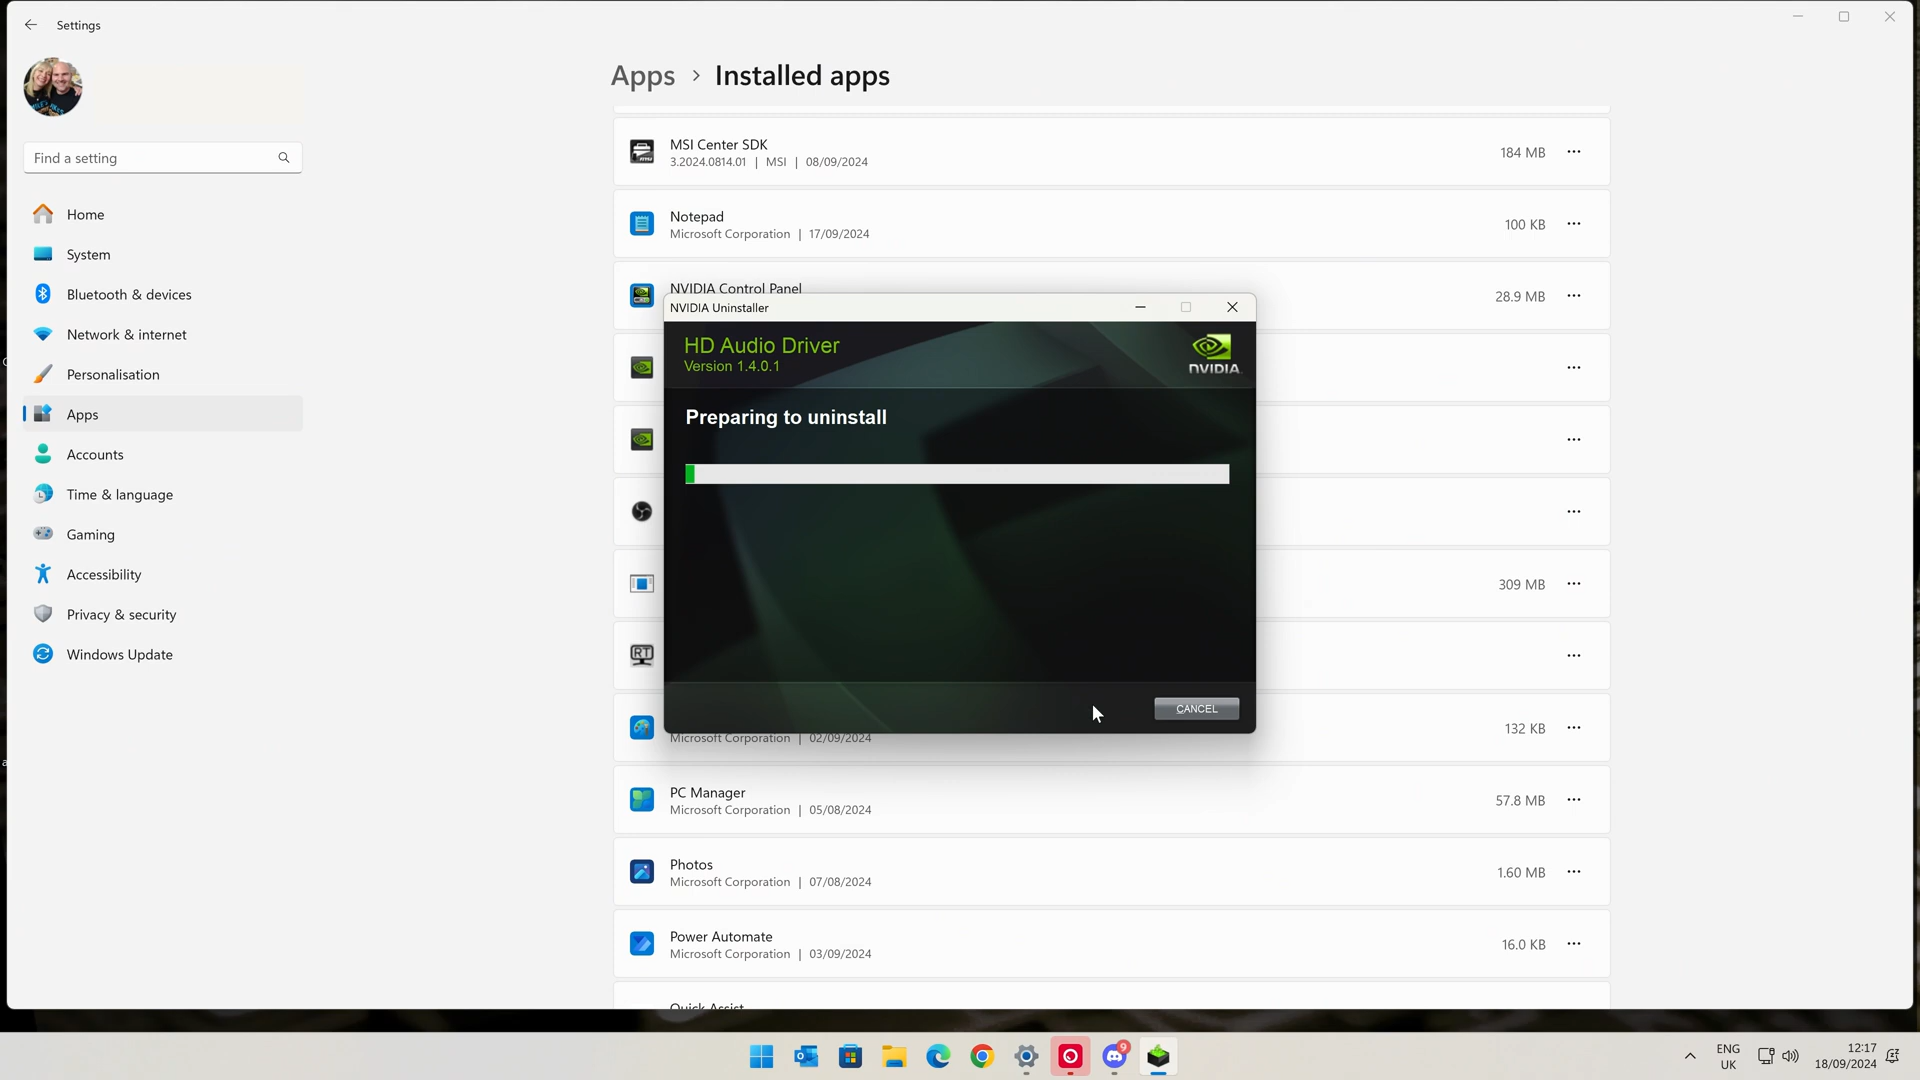 Settings
Find a setting
Home
System
Bluetooth & devices
Network & internet
Personalisation
Apps
Accounts
Time & language
Gaming
Accessibility
Privacy & security
Windows Update
Apps › Installed apps
MSI Center SDK
3.2024.0814.01 | MSI | 08/09/2024
184 MB
Notepad
Microsoft Corporation | 17/09/2024
100 KB
NVIDIA Control Panel
28.9 MB
NVIDIA Uninstaller
HD Audio Driver
Version 1.4.0.1
NVIDIA
Preparing to uninstall
CANCEL
309 MB
RT
Microsoft Corporation | 02/09/2024
132 KB
PC Manager
Microsoft Corporation | 05/08/2024
57.8 MB
Photos
Microsoft Corporation | 07/08/2024
1.60 MB
Power Automate
Microsoft Corporation | 03/09/2024
16.0 KB
Quick Assist
9
ENG
UK
12:17
18/09/2024